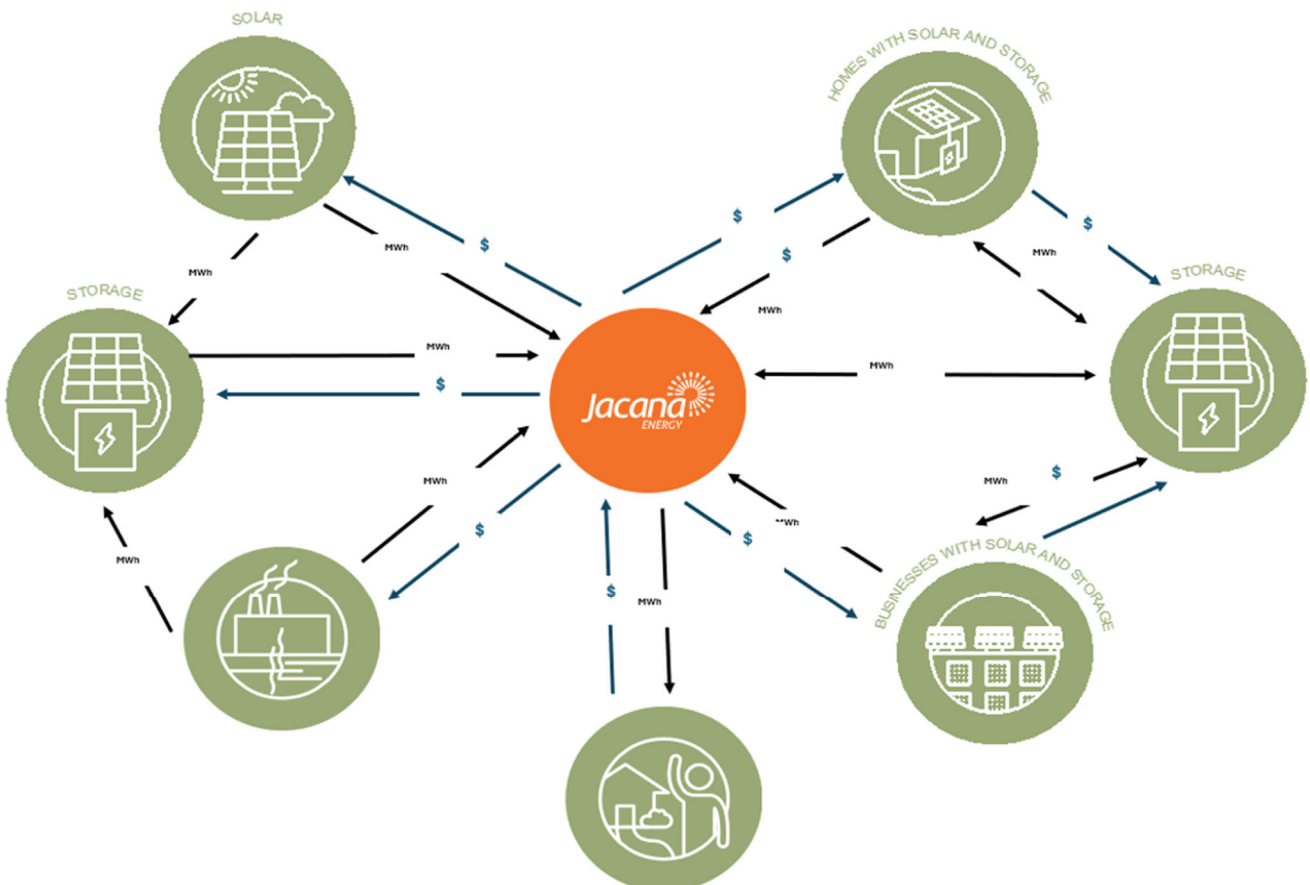 SOLAR
HOMES WITH SOLAR AND STORAGE
$
$
$
$
MWh
MWh
MWh
STORAGE
STORAGE
MWh
MWh
MWh
MWh
$
Jacana
ENERGY
$
MWh
MWh
MWh
$
$
MWh
$
MWh
BUSINESSES WITH SOLAR AND STORAGE